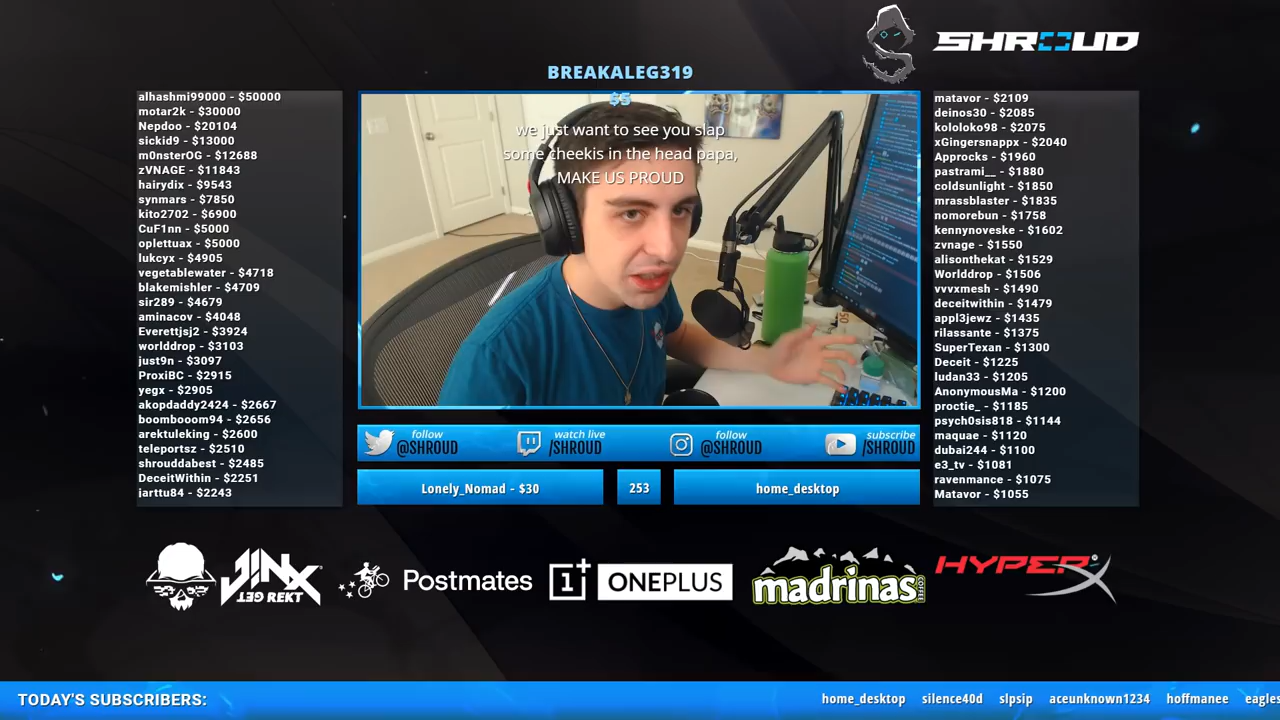 SHROUD
BREAKALEG319
$5
we just want to see you slap
some cheekis in the head papa,
MAKE US PROUD
alhashmi99000 - $50000
motar2k - $30000
Nepdoo - $20104
sickid9 - $13000
m0nsterOG - $12688
zVNAGE - $11843
hairydix - $9543
synmars - $7850
kito2702 - $6900
CuF1nn - $5000
oplettuax - $5000
lukcyx - $4905
vegetablewater - $4718
blakemishler - $4709
sir289 - $4679
aminacov - $4048
Everettjsj2 - $3924
worlddrop - $3103
just9n - $3097
ProxiBC - $2915
yegx - $2905
akopdaddy2424 - $2667
boombooom94 - $2656
arektuleking - $2600
teleportsz - $2510
shrouddabest - $2485
DeceitWithin - $2251
iarttu84 - $2243
matavor - $2109
deinos30 - $2085
kololoko98 - $2075
xGingersnappx - $2040
Approcks - $1960
pastrami__ - $1880
coldsunlight - $1850
mrassblaster - $1835
nomorebun - $1758
kennynoveske - $1602
zvnage - $1550
alisonthekat - $1529
Worlddrop - $1506
vvvxmesh - $1490
deceitwithin - $1479
appl3jewz - $1435
rilassante - $1375
SuperTexan - $1300
Deceit - $1225
ludan33 - $1205
AnonymousMa - $1200
proctie_ - $1185
psych0sis818 - $1144
maquae - $1120
dubai244 - $1100
e3_tv - $1081
ravenmance - $1075
Matavor - $1055
follow
@SHROUD
watch live
/SHROUD
follow
@SHROUD
subscribe
/SHROUD
Lonely_Nomad - $30
253
home_desktop
JINX
GET REKT
Postmates
1+
ONEPLUS
madrinas
COFFEE
HYPERX
TODAY'S SUBSCRIBERS:
home_desktop silence40d slpsip aceunknown1234 hoffmanee eagles